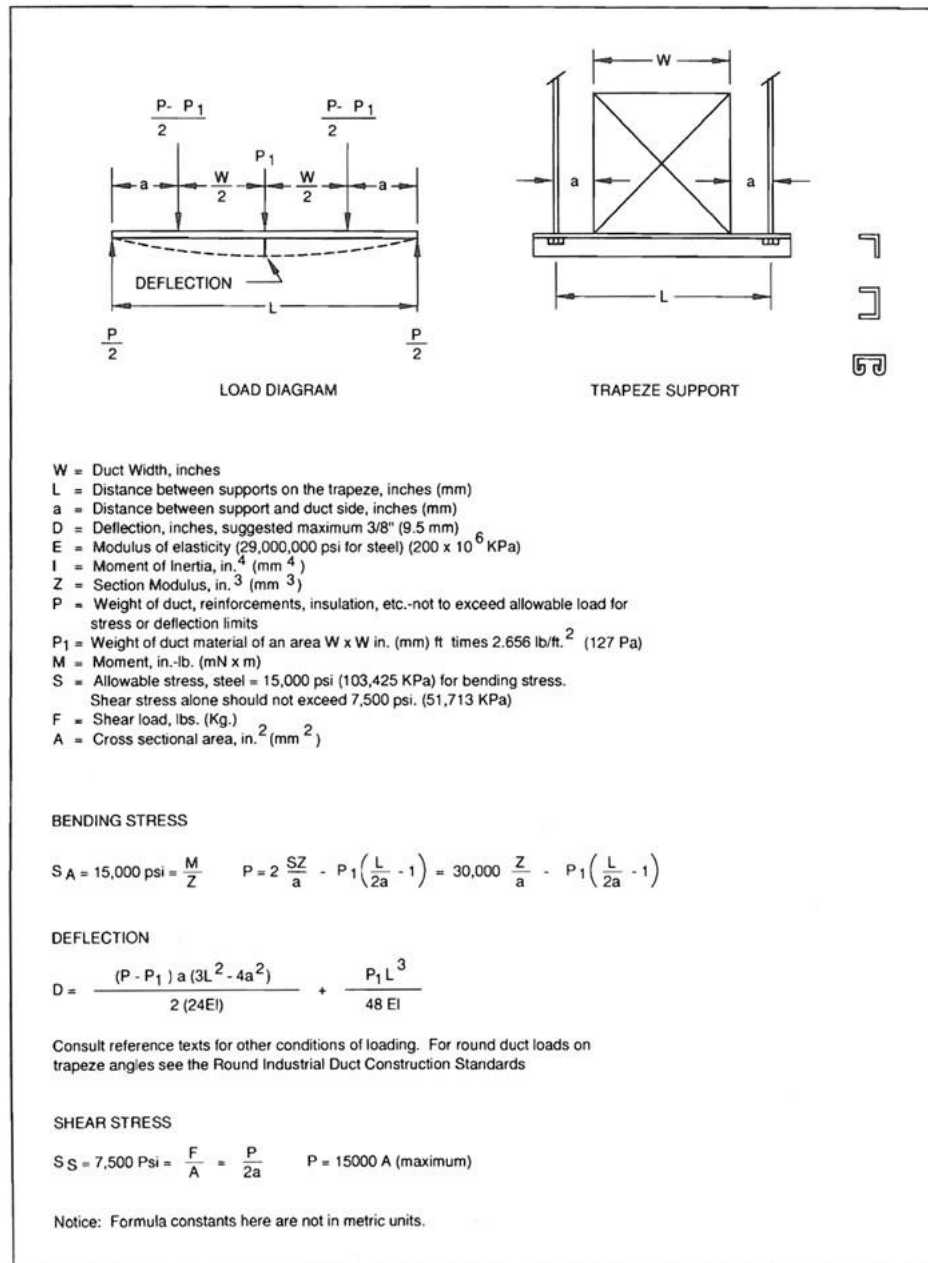 W
P- P1
2
P- P1
2
P1
a
W
2
W
2
a
a
a
DEFLECTION
L
L
P
2
P
2
LOAD DIAGRAM
TRAPEZE SUPPORT
W = Duct Width, inches
L = Distance between supports on the trapeze, inches (mm)
a = Distance between support and duct side, inches (mm)
D = Deflection, inches, suggested maximum 3/8" (9.5 mm)
E = Modulus of elasticity (29,000,000 psi for steel) (200 x 10^6 KPa)
I = Moment of Inertia, in.^4 (mm^4)
Z = Section Modulus, in.^3 (mm^3)
P = Weight of duct, reinforcements, insulation, etc.-not to exceed allowable load for
stress or deflection limits
P1 = Weight of duct material of an area W x W in. (mm) ft times 2.656 lb/ft.^2 (127 Pa)
M = Moment, in.-lb. (mN x m)
S = Allowable stress, steel = 15,000 psi (103,425 KPa) for bending stress.
Shear stress alone should not exceed 7,500 psi. (51,713 KPa)
F = Shear load, lbs. (Kg.)
A = Cross sectional area, in.^2 (mm^2)
BENDING STRESS
S A = 15,000 psi = M/Z P = 2 SZ/a - P1(L/2a - 1) = 30,000 Z/a - P1(L/2a - 1)
DEFLECTION
D = (P - P1) a (3L^2 - 4a^2) / 2 (24EI) + P1 L^3 / 48 EI
Consult reference texts for other conditions of loading. For round duct loads on
trapeze angles see the Round Industrial Duct Construction Standards
SHEAR STRESS
S S = 7,500 Psi = F/A = P/2a P = 15000 A (maximum)
Notice: Formula constants here are not in metric units.